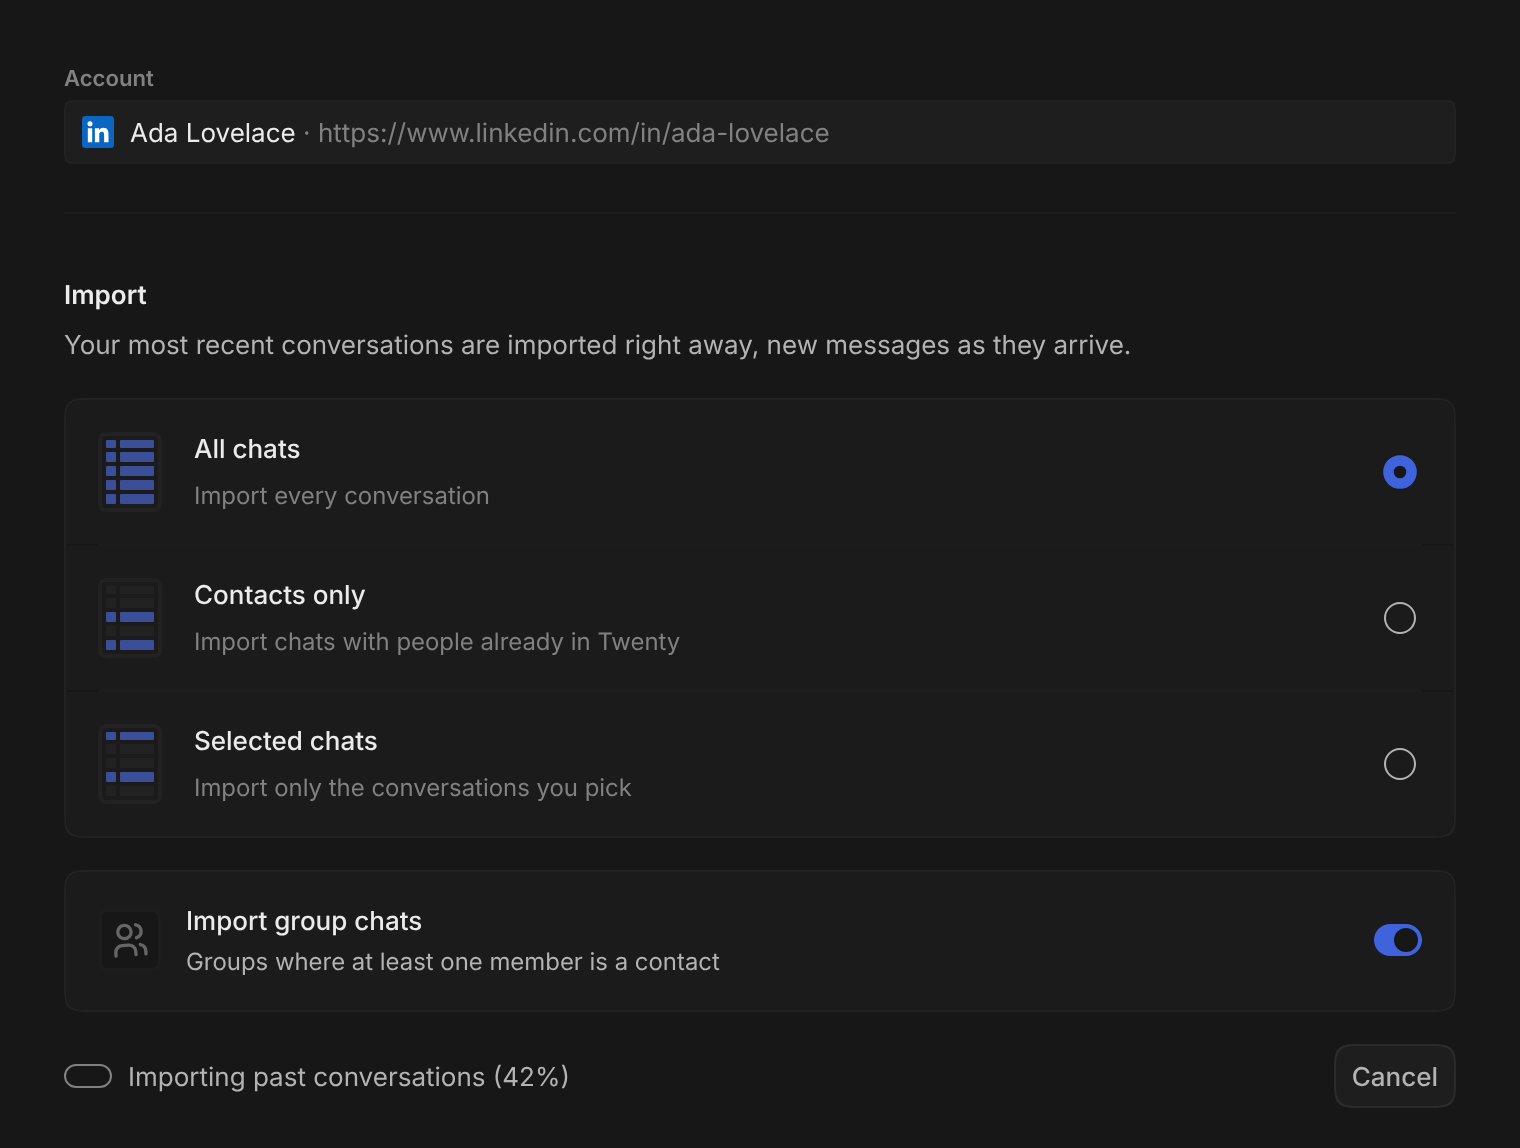 Account
in Ada Lovelace · https://www.linkedin.com/in/ada-lovelace
Import
Your most recent conversations are imported right away, new messages as they arrive.
All chats
Import every conversation
Contacts only
Import chats with people already in Twenty
Selected chats
Import only the conversations you pick
Import group chats
Groups where at least one member is a contact
Importing past conversations (42%)
Cancel